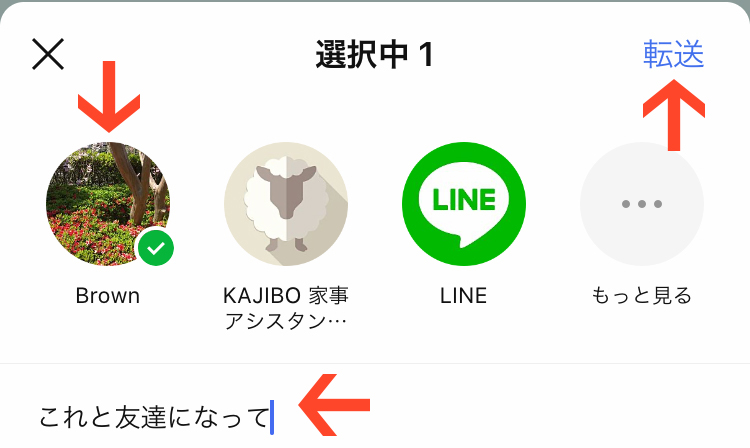 選択中 1
転送
LINE
Brown
KAJIBO 家事
アシスタン…
LINE
もっと見る
これと友達になって